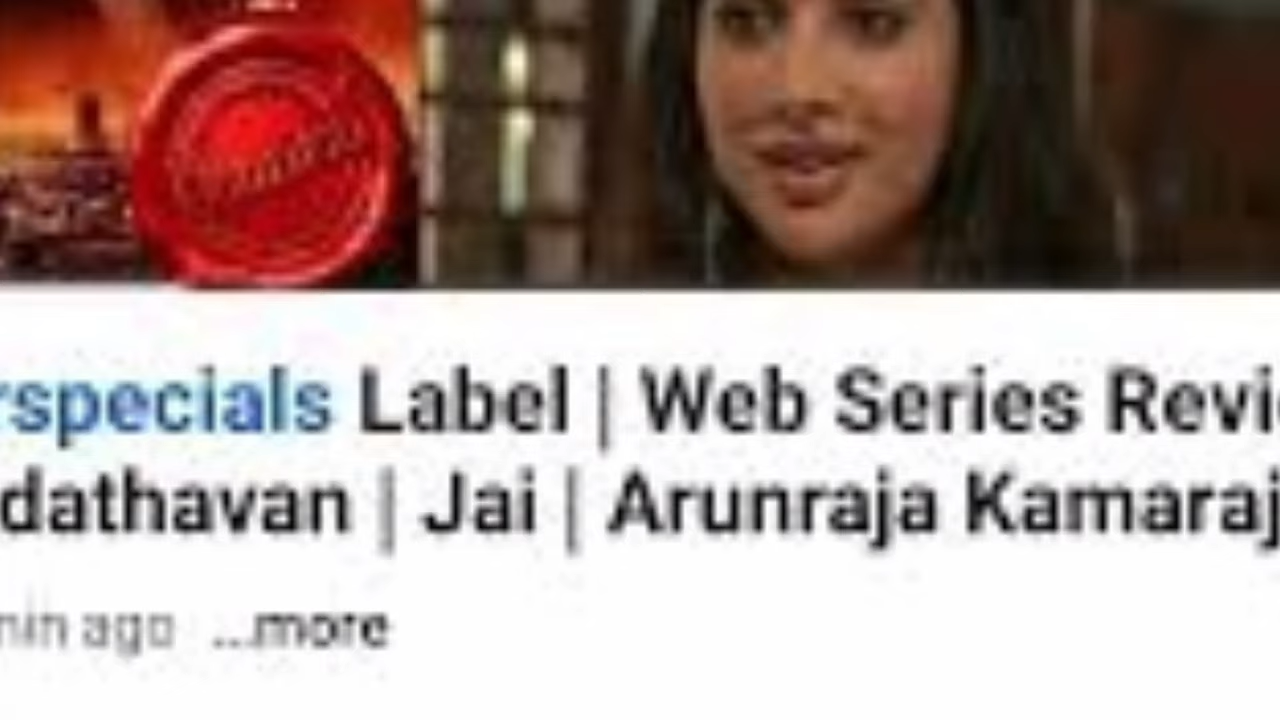 rspecials Label | Web Series Revi
dathavan | Jai | Arunraja Kamaraj
min ago ...more